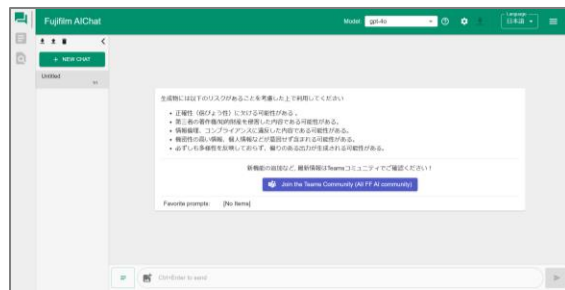 Fujifilm AIChat
Model: gpt-4o
Language
日本語
+ NEW CHAT
Untitled
生成物には以下のリスクがあることを考慮した上で利用してください
• 正確性（信ぴょう性）に欠ける可能性がある。
• 第三者の著作権/知的財産を侵害した内容である可能性がある。
• 情報倫理、コンプライアンスに違反した内容である可能性がある。
• 機密性の高い情報、個人情報などが意図せず含まれる可能性がある。
• 必ずしも多様性を反映しておらず、偏りのある出力が生成される可能性がある。
新機能の追加など、最新情報はTeamsコミュニティでご確認ください！
Join the Teams Community (All FF AI community)
Favorite prompts: [No Items]
Ctrl+Enter to send